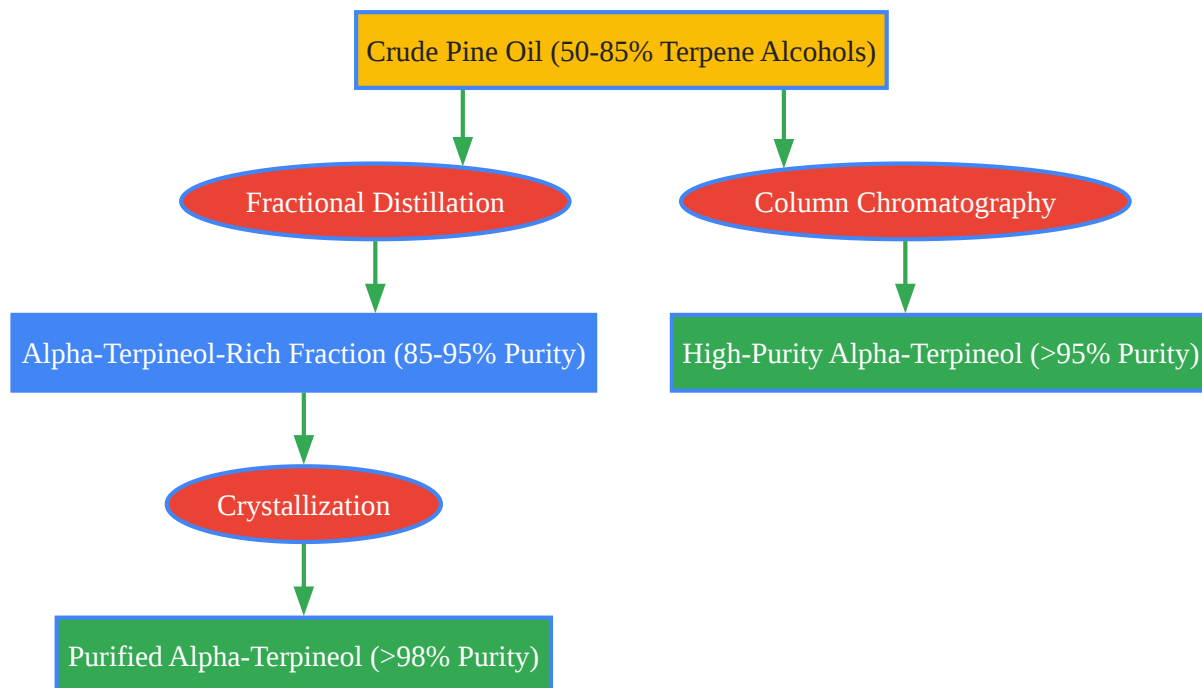 Crude Pine Oil (50-85% Terpene Alcohols)
Fractional Distillation
Column Chromatography
Alpha-Terpineol-Rich Fraction (85-95% Purity)
High-Purity Alpha-Terpineol (>95% Purity)
Crystallization
Purified Alpha-Terpineol (>98% Purity)